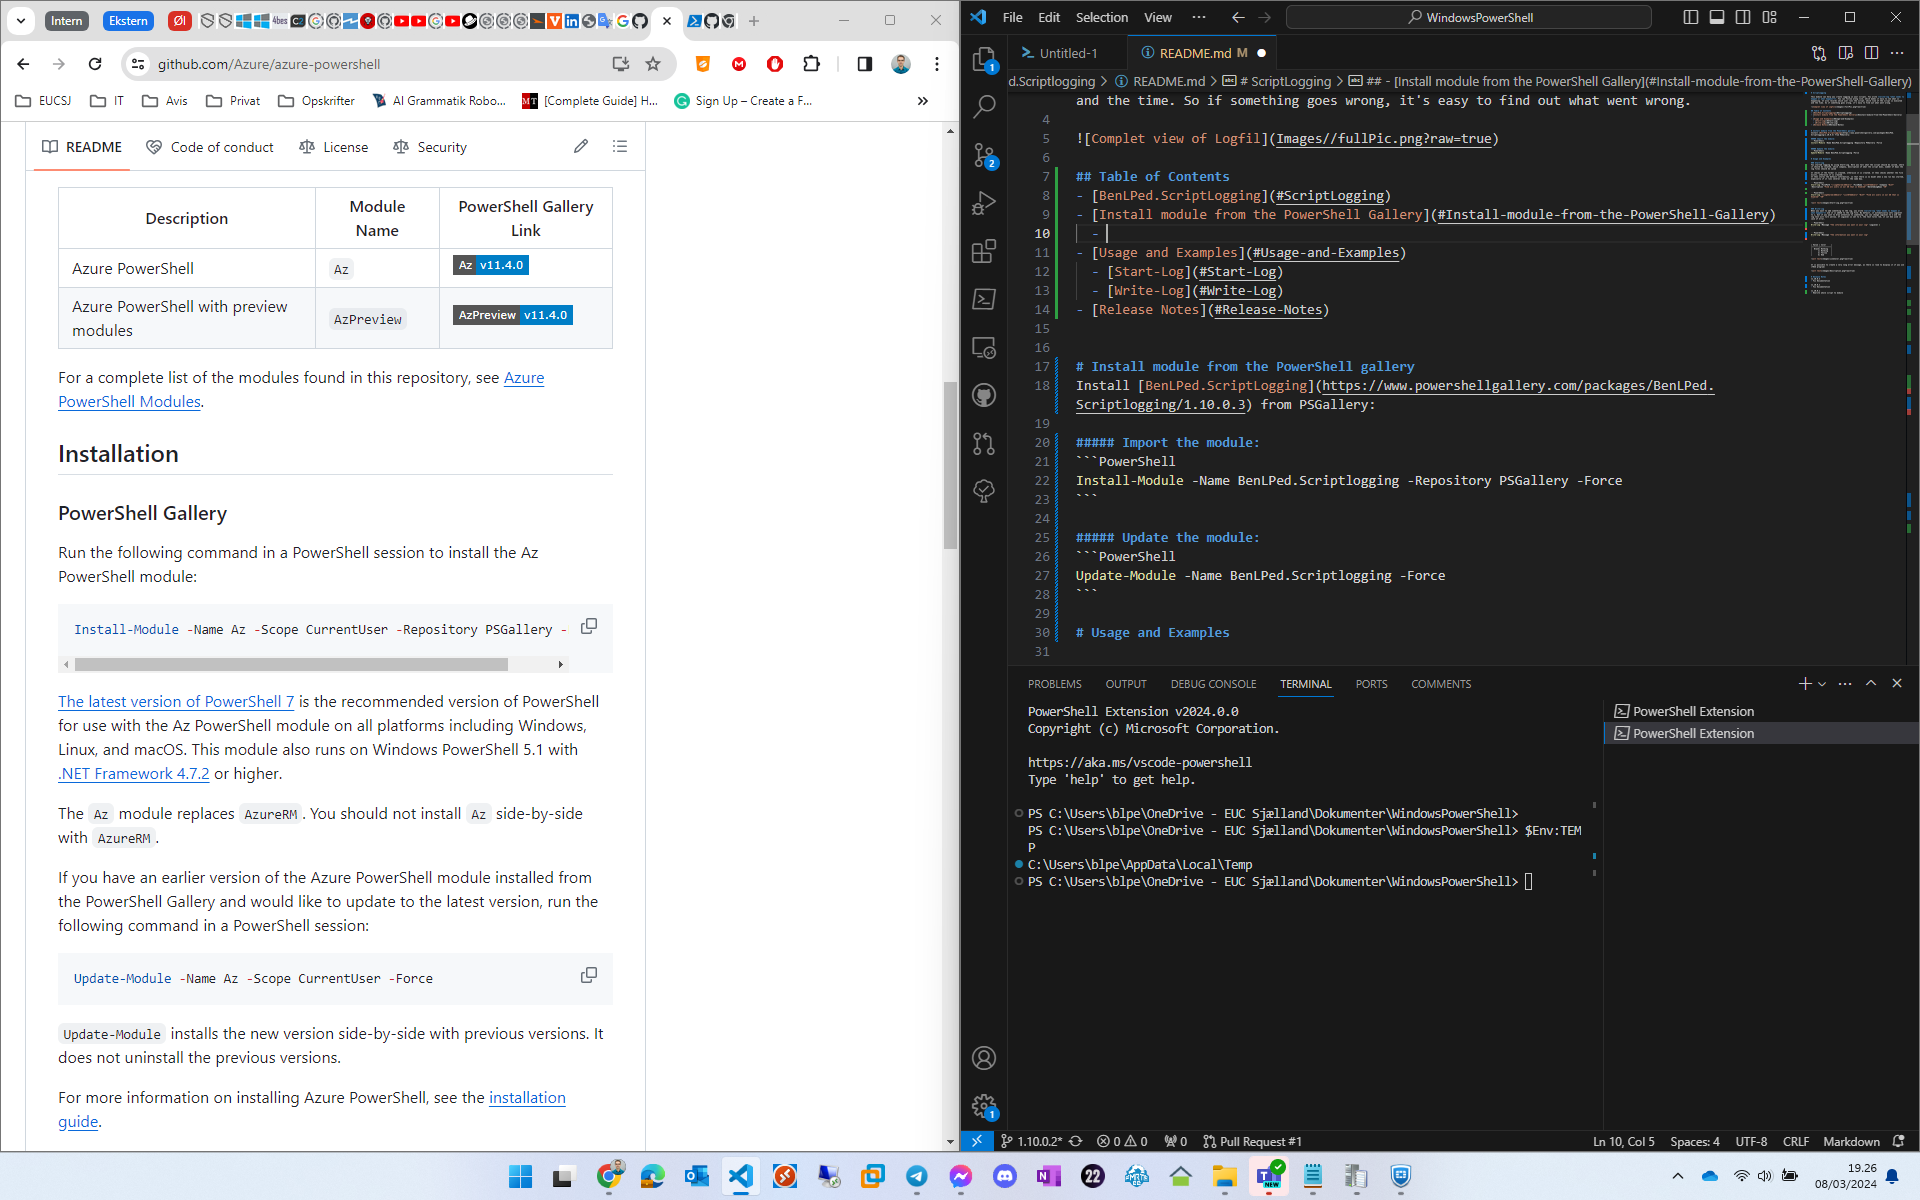 Intern
Ekstern
Øl
github.com/Azure/azure-powershell
EUCSJ
IT
Avis
Privat
Opskrifter
AI Grammatik Robo...
[Complete Guide] H...
Sign Up – Create a F...
README
Code of conduct
License
Security
Description
Module Name
PowerShell Gallery Link
Azure PowerShell
Az
Az v11.4.0
Azure PowerShell with preview modules
AzPreview
AzPreview v11.4.0
For a complete list of the modules found in this repository, see Azure
PowerShell Modules.
Installation
PowerShell Gallery
Run the following command in a PowerShell session to install the Az
PowerShell module:
Install-Module -Name Az -Scope CurrentUser -Repository PSGallery -
The latest version of PowerShell 7 is the recommended version of PowerShell
for use with the Az PowerShell module on all platforms including Windows,
Linux, and macOS. This module also runs on Windows PowerShell 5.1 with
.NET Framework 4.7.2 or higher.
The Az module replaces AzureRM. You should not install Az side-by-side
with AzureRM.
If you have an earlier version of the Azure PowerShell module installed from
the PowerShell Gallery and would like to update to the latest version, run the
following command in a PowerShell session:
Update-Module -Name Az -Scope CurrentUser -Force
Update-Module installs the new version side-by-side with previous versions. It
does not uninstall the previous versions.
For more information on installing Azure PowerShell, see the installation
guide.
File Edit Selection View ...
WindowsPowerShell
Untitled-1
README.md M
d.Scriptlogging > README.md > # ScriptLogging > ## - [Install module from the PowerShell Gallery](#Install-module-from-the-PowerShell-Gallery)
and the time. So if something goes wrong, it's easy to find out what went wrong.
4
5 ![Complet view of Logfil](Images//fullPic.png?raw=true)
6
7 ## Table of Contents
8 - [BenLPed.ScriptLogging](#ScriptLogging)
9 - [Install module from the PowerShell Gallery](#Install-module-from-the-PowerShell-Gallery)
10 -
11 - [Usage and Examples](#Usage-and-Examples)
12 - [Start-Log](#Start-Log)
13 - [Write-Log](#Write-Log)
14 - [Release Notes](#Release-Notes)
15
16
17 # Install module from the PowerShell gallery
18 Install [BenLPed.ScriptLogging](https://www.powershellgallery.com/packages/BenLPed.
Scriptlogging/1.10.0.3) from PSGallery:
19
20 ##### Import the module:
21 ```PowerShell
22 Install-Module -Name BenLPed.Scriptlogging -Repository PSGallery -Force
23 ```
24
25 ##### Update the module:
26 ```PowerShell
27 Update-Module -Name BenLPed.Scriptlogging -Force
28 ```
29
30 # Usage and Examples
31
PROBLEMS OUTPUT DEBUG CONSOLE TERMINAL PORTS COMMENTS
PowerShell Extension v2024.0.0
Copyright (c) Microsoft Corporation.
https://aka.ms/vscode-powershell
Type 'help' to get help.
PS C:\Users\blpe\OneDrive - EUC Sjælland\Dokumenter\WindowsPowerShell>
PS C:\Users\blpe\OneDrive - EUC Sjælland\Dokumenter\WindowsPowerShell> $Env:TEM
P
C:\Users\blpe\AppData\Local\Temp
PS C:\Users\blpe\OneDrive - EUC Sjælland\Dokumenter\WindowsPowerShell>
PowerShell Extension
PowerShell Extension
1
2
1
1.10.0.2* 0 0 0 Pull Request #1
Ln 10, Col 5 Spaces: 4 UTF-8 CRLF Markdown
22
NEW
19.26
08/03/2024